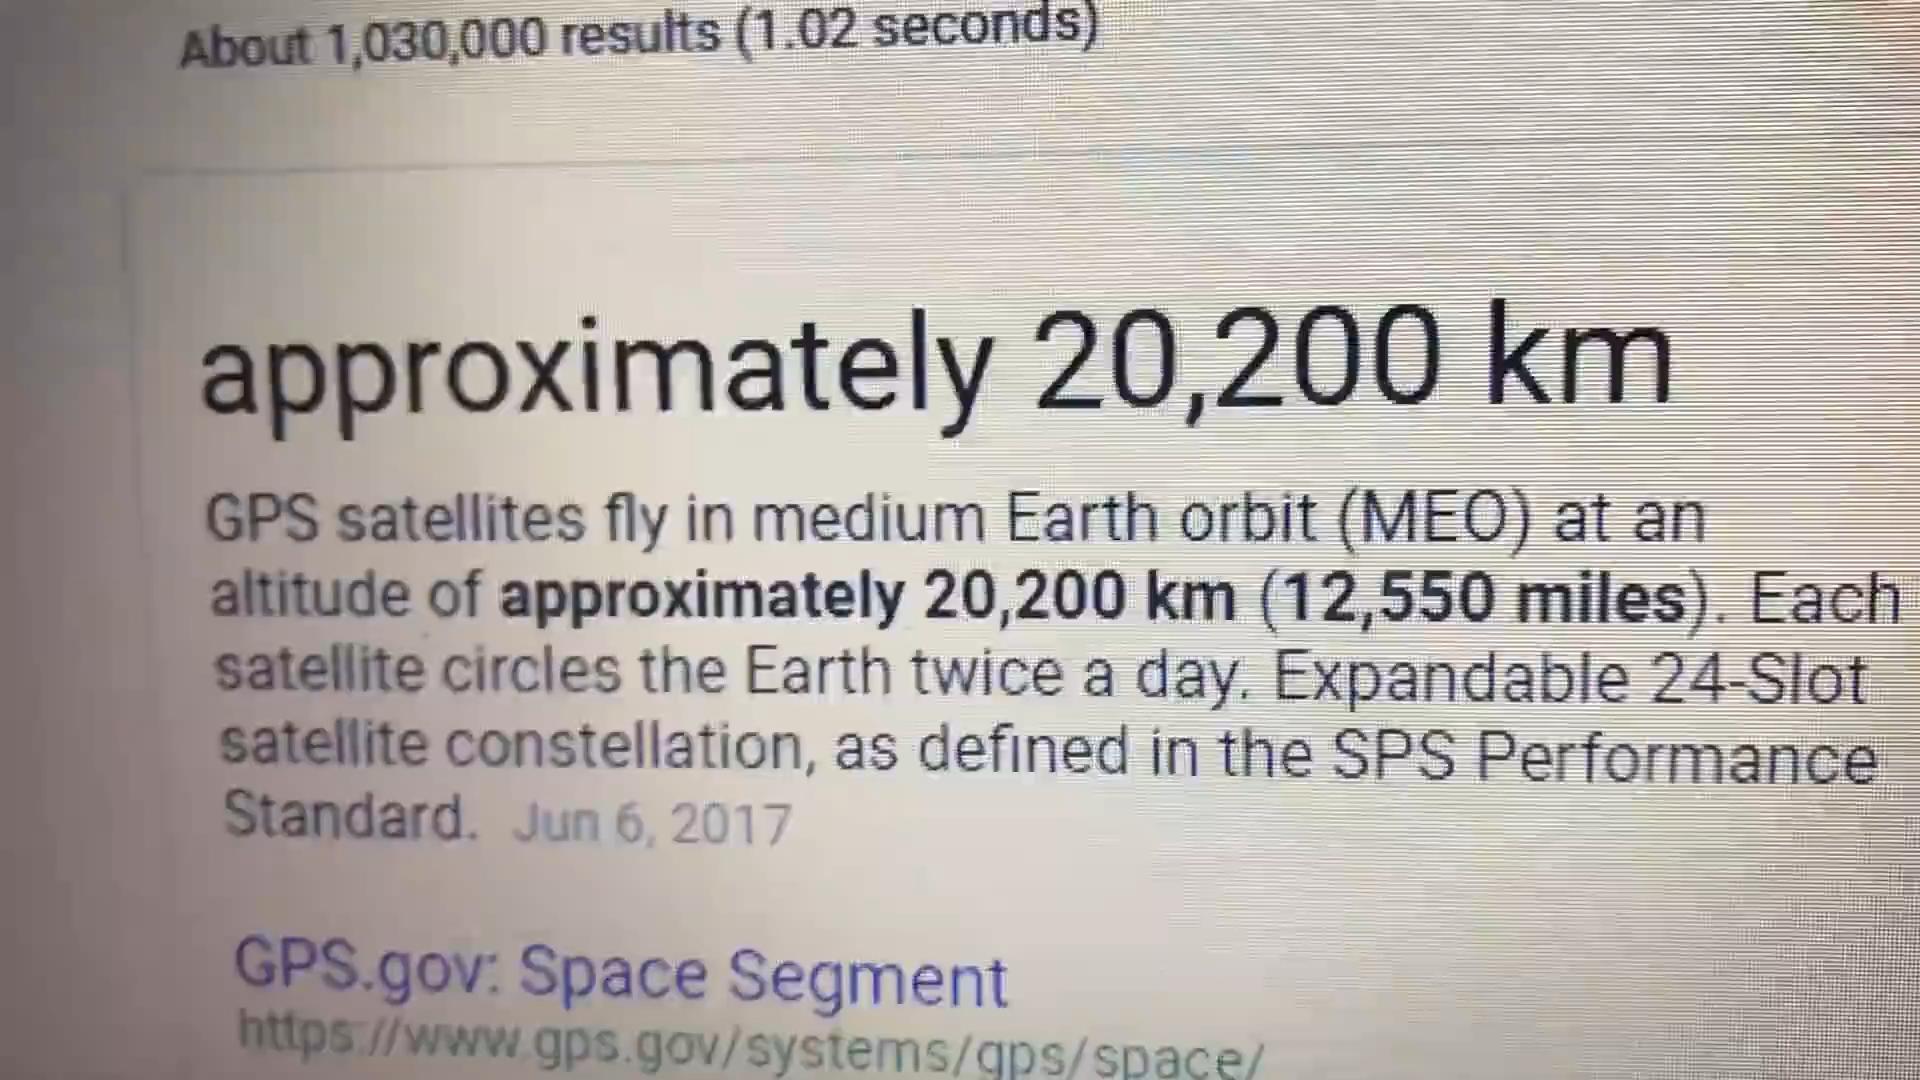 About 1,030,000 results (1.02 seconds)
approximately 20,200 km
GPS satellites fly in medium Earth orbit (MEO) at an
altitude of approximately 20,200 km (12,550 miles). Each
satellite circles the Earth twice a day. Expandable 24-Slot
satellite constellation, as defined in the SPS Performance
Standard. Jun 6, 2017
GPS.gov: Space Segment
https://www.gps.gov/systems/gps/space/